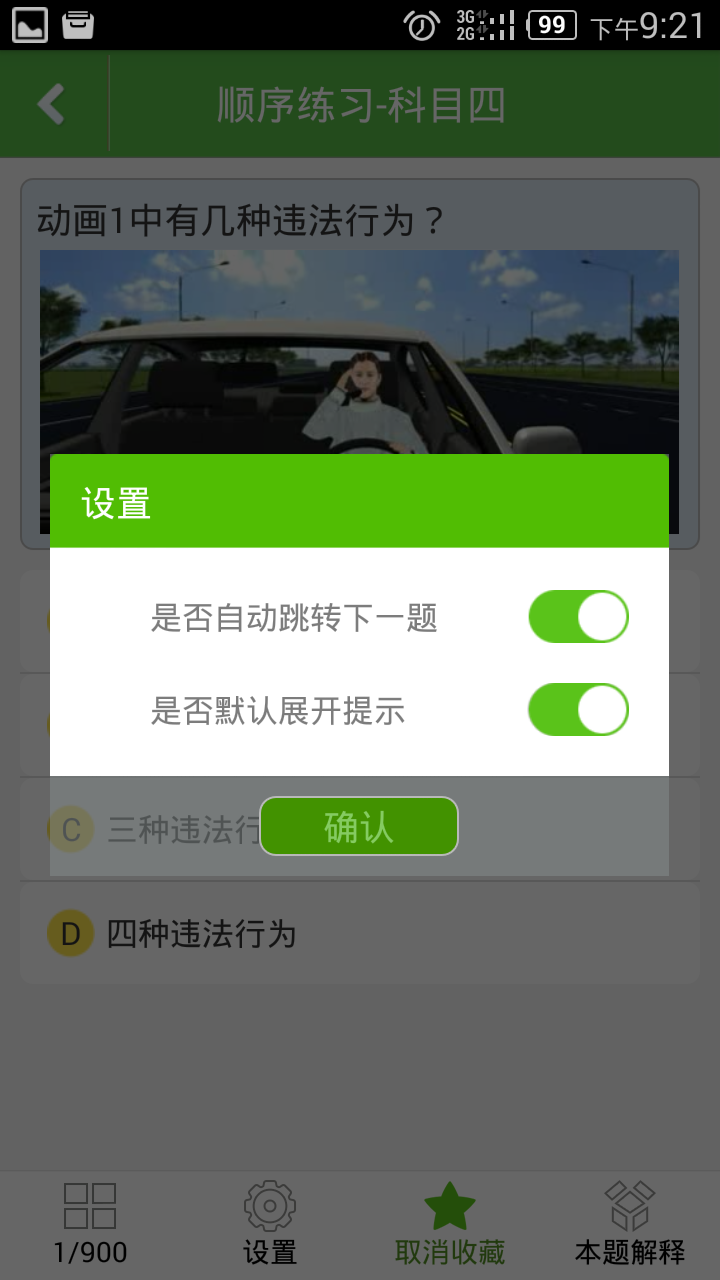 3G
2G
99
下午9:21
顺序练习-科目四
动画1中有几种违法行为？
设置
是否自动跳转下一题
是否默认展开提示
C 三种违法行
确认
D 四种违法行为
1/900
设置
取消收藏
本题解释